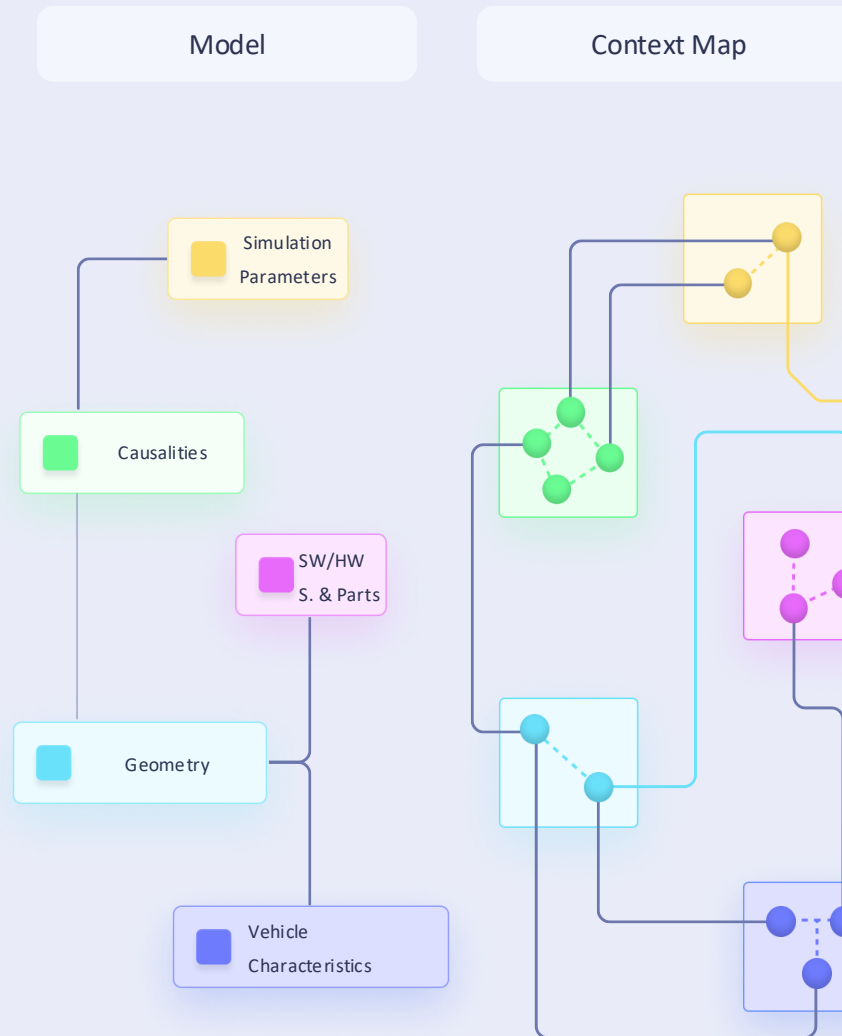 Model
Context Map
Simulation
Parameters
Causalities
SW/HW
S. & Parts
Geometry
Vehicle
Characteristics